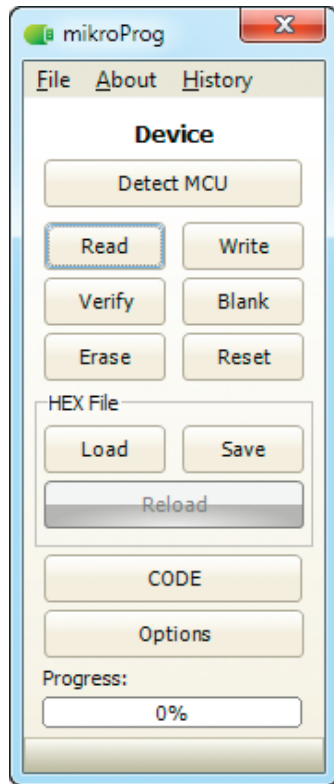 mikroProg
File About History
Device
Detect MCU
Read Write
Verify Blank
Erase Reset
HEX File
Load Save
Reload
CODE
Options
Progress:
0%